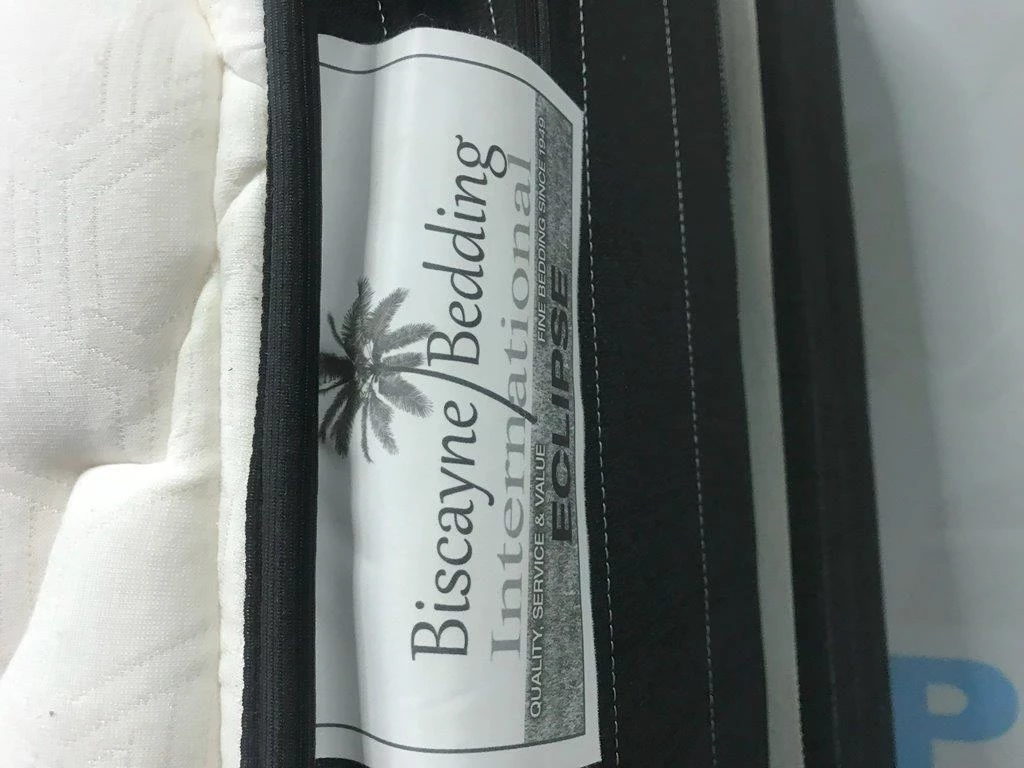 Biscayne Bedding
International
QUALITY, SERVICE & VALUE FINE BEDDING SINCE 1949
ECLIPSE
P